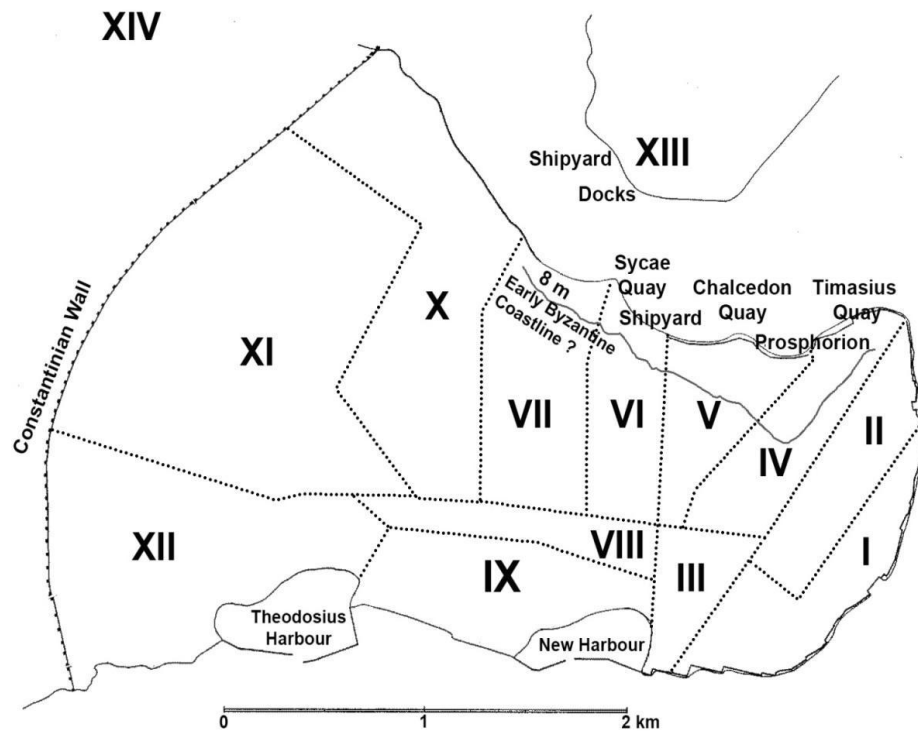 XIV
XIII
Shipyard
Docks
Sycae
Quay
Chalcedon
Quay
Timasius
Quay
8 m
Early Byzantine
Coastline ?
Shipyard
Prosphorion
Constantinian Wall
X
XI
VII
VI
V
II
IV
XII
VIII
IX
III
I
Theodosius
Harbour
New Harbour
0 1 2 km